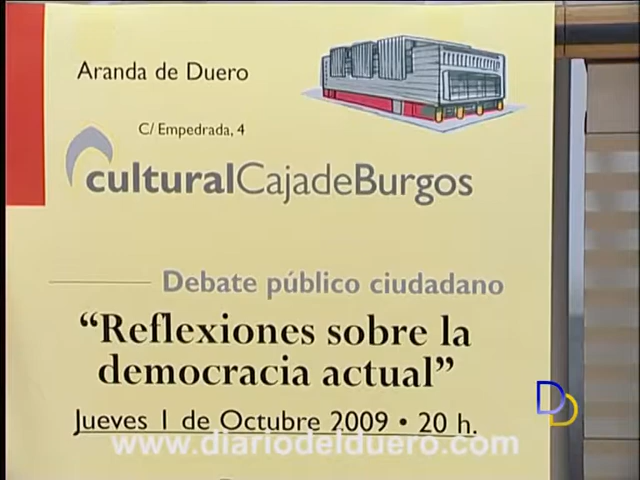 Aranda de Duero
C/ Empedrada, 4
culturalCajadeBurgos
Debate público ciudadano
“Reflexiones sobre la
democracia actual”
Jueves 1 de Octubre 2009 • 20 h.
www.diariodelduero.com
DD